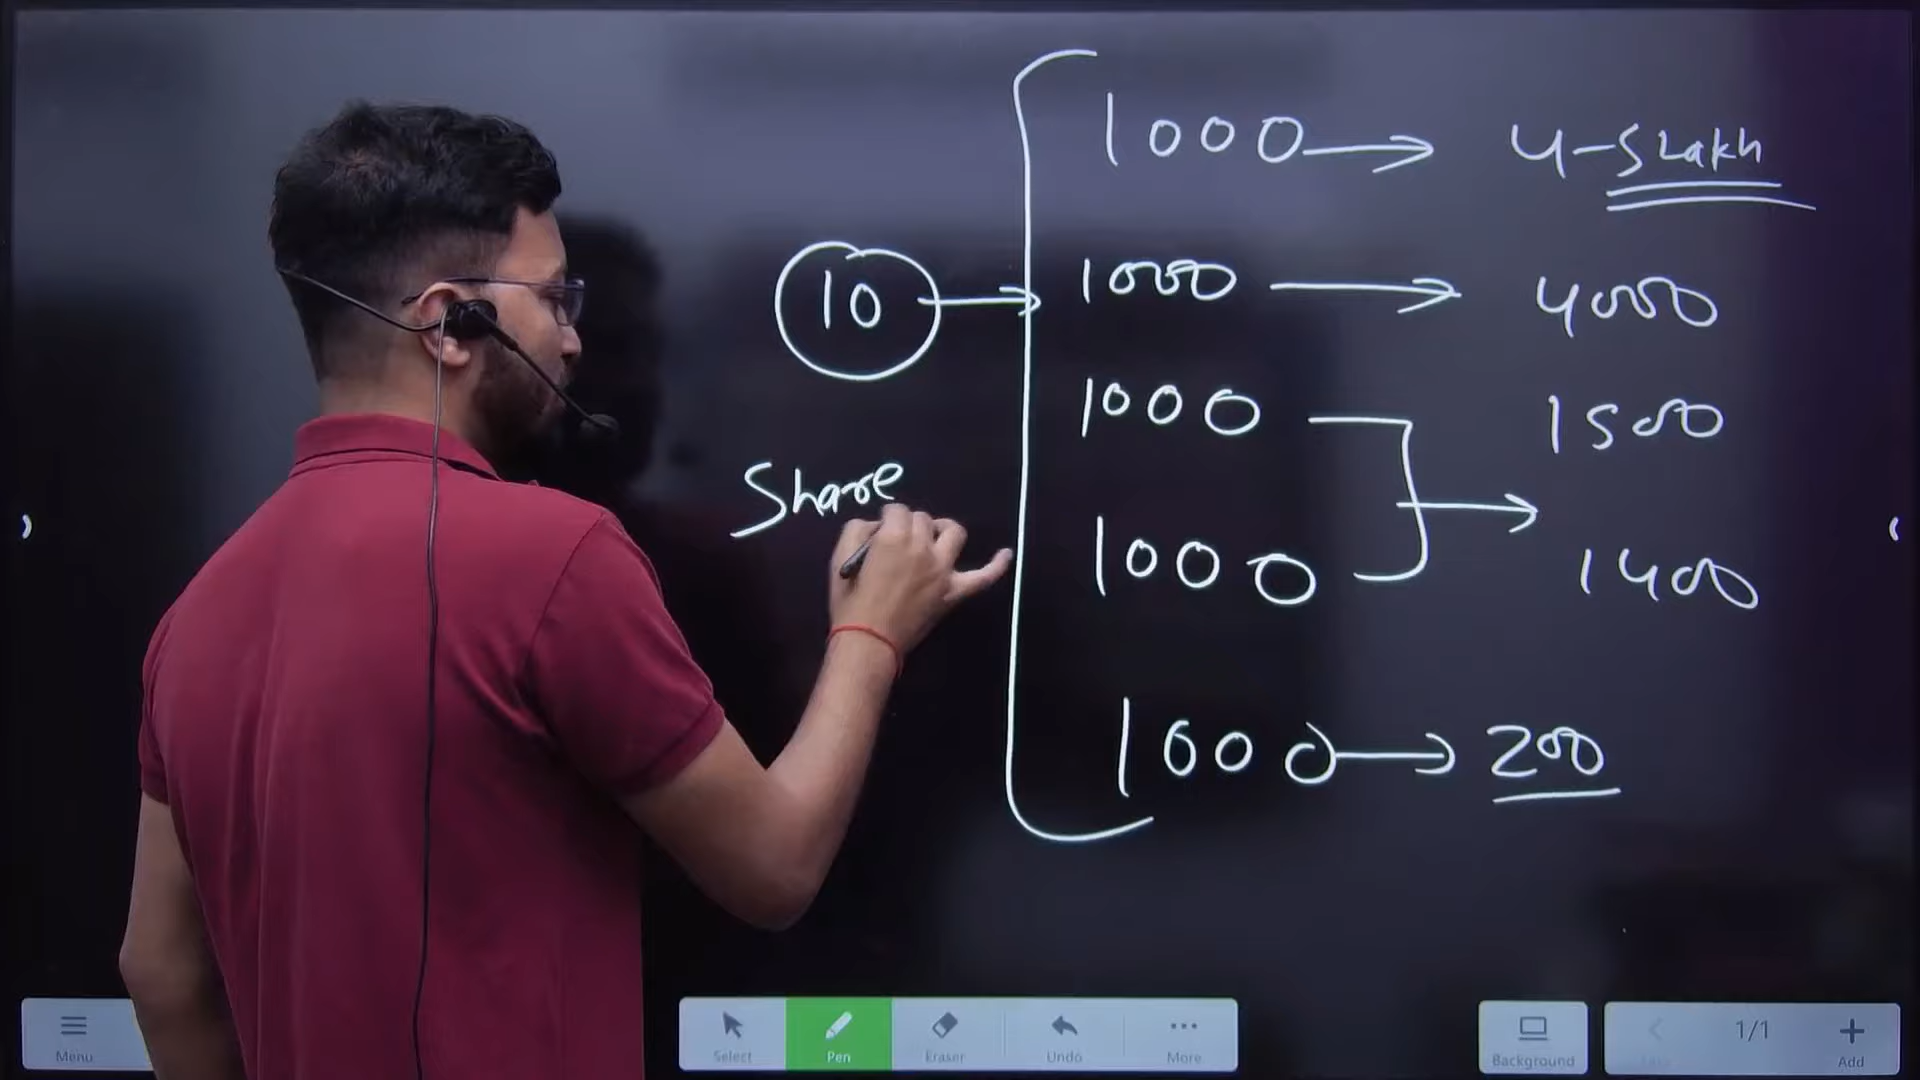 1000 → 4-5 Lakh
10 → 1000 → 4000
1000 1500
Share
1000 1400
1000 → 200
Menu
Select
Pen
Eraser
Undo
More
Background
1/1
Add